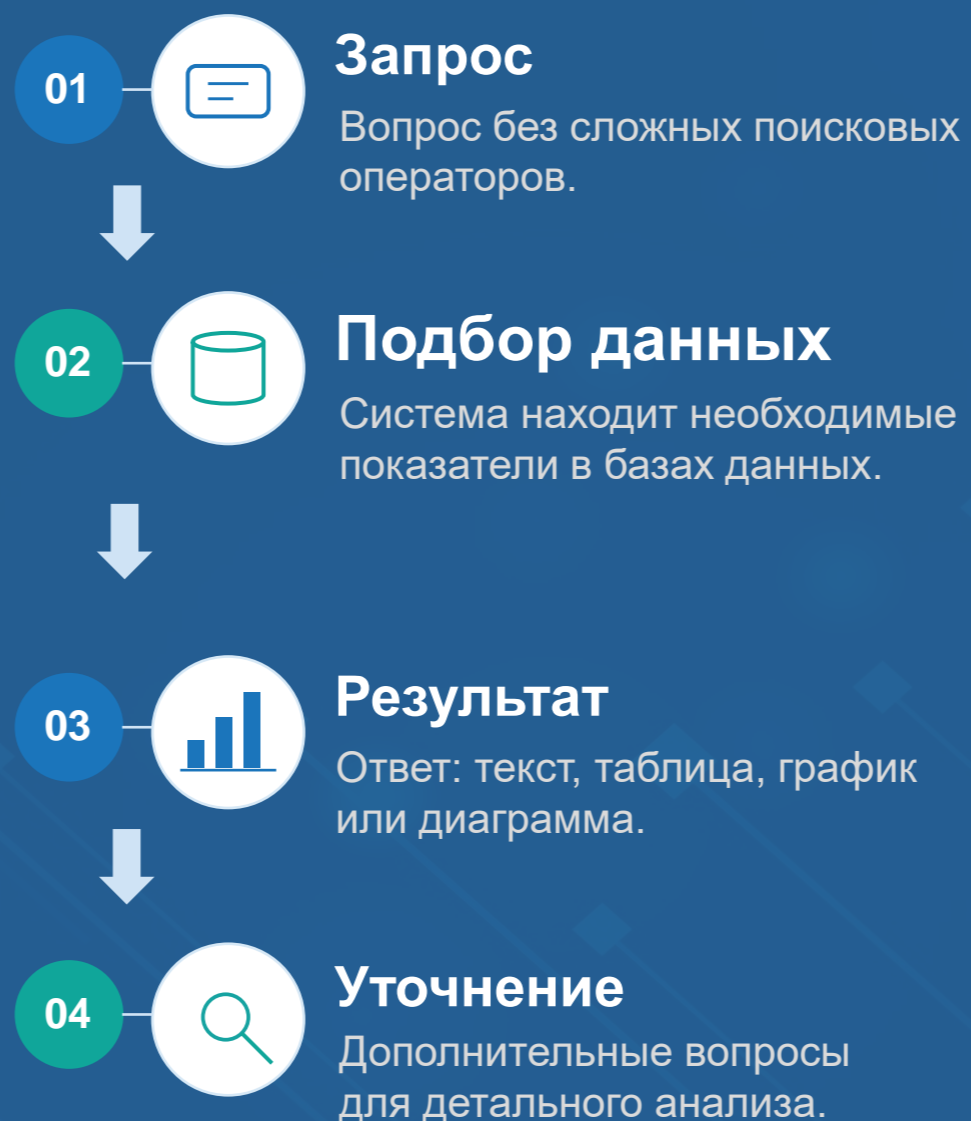 01
Запрос
Вопрос без сложных поисковых
операторов.
02
Подбор данных
Система находит необходимые
показатели в базах данных.
03
Результат
Ответ: текст, таблица, график
или диаграмма.
04
Уточнение
Дополнительные вопросы
для детального анализа.